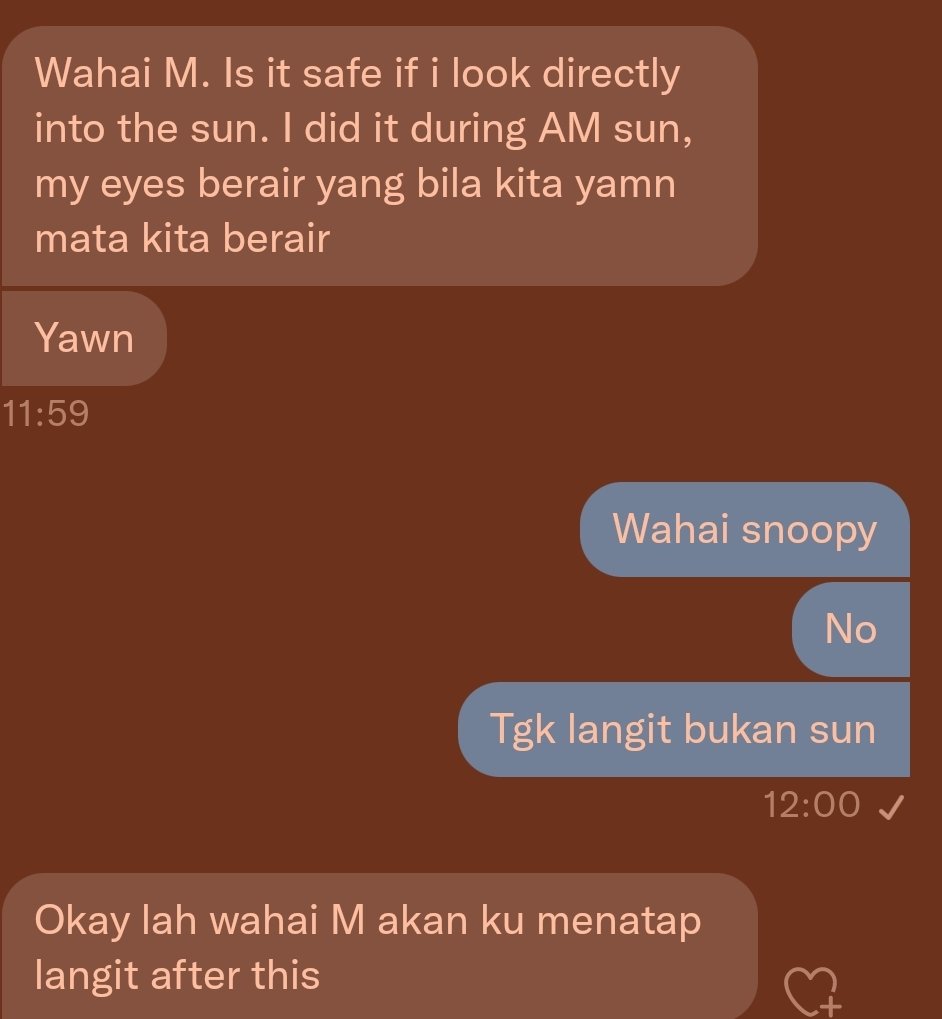 Wahai M. Is it safe if i look directly
into the sun. I did it during AM sun,
my eyes berair yang bila kita yamn
mata kita berair
Yawn
11:59
Wahai snoopy
No
Tgk langit bukan sun
12:00
Okay lah wahai M akan ku menatap
langit after this